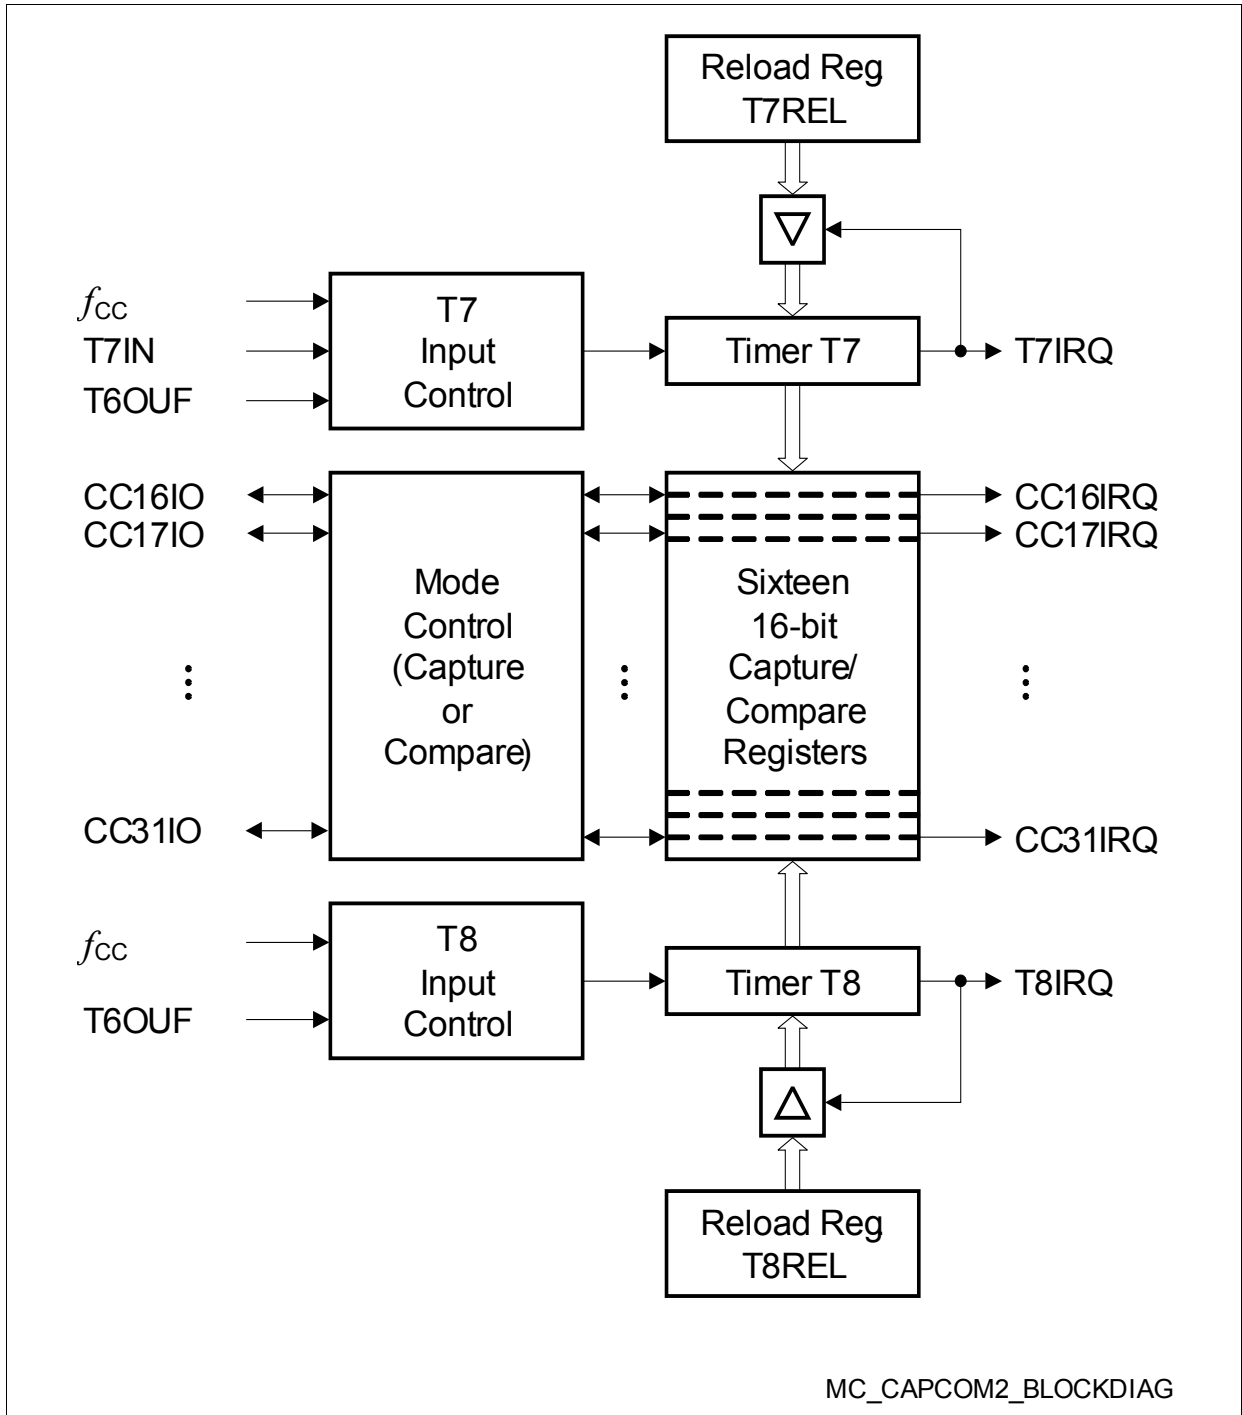 Reload Reg.
T7REL
fCC
T7IN
T6OUF
T7
Input
Control
Timer T7
T7IRQ
CC16IO
CC17IO
CC31IO
Mode
Control
(Capture
or
Compare)
Sixteen
16-bit
Capture/
Compare
Registers
CC16IRQ
CC17IRQ
CC31IRQ
fCC
T6OUF
T8
Input
Control
Timer T8
T8IRQ
Reload Reg.
T8REL
MC_CAPCOM2_BLOCKDIAG